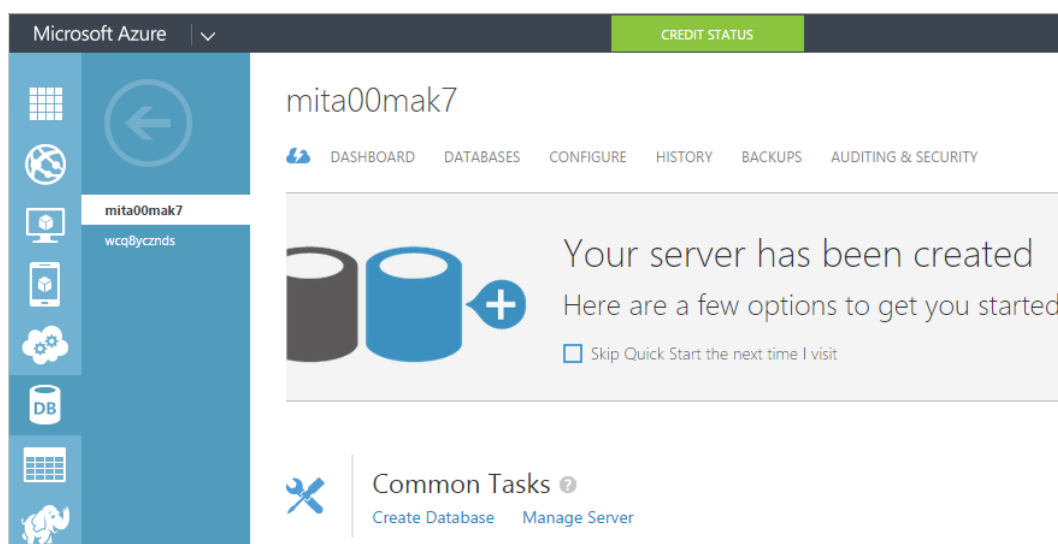 Microsoft Azure
CREDIT STATUS
mita00mak7
DASHBOARD DATABASES CONFIGURE HISTORY BACKUPS AUDITING & SECURITY
mita00mak7
wcq8ycznds
Your server has been created
Here are a few options to get you started
Skip Quick Start the next time I visit
DB
Common Tasks ?
Create Database Manage Server